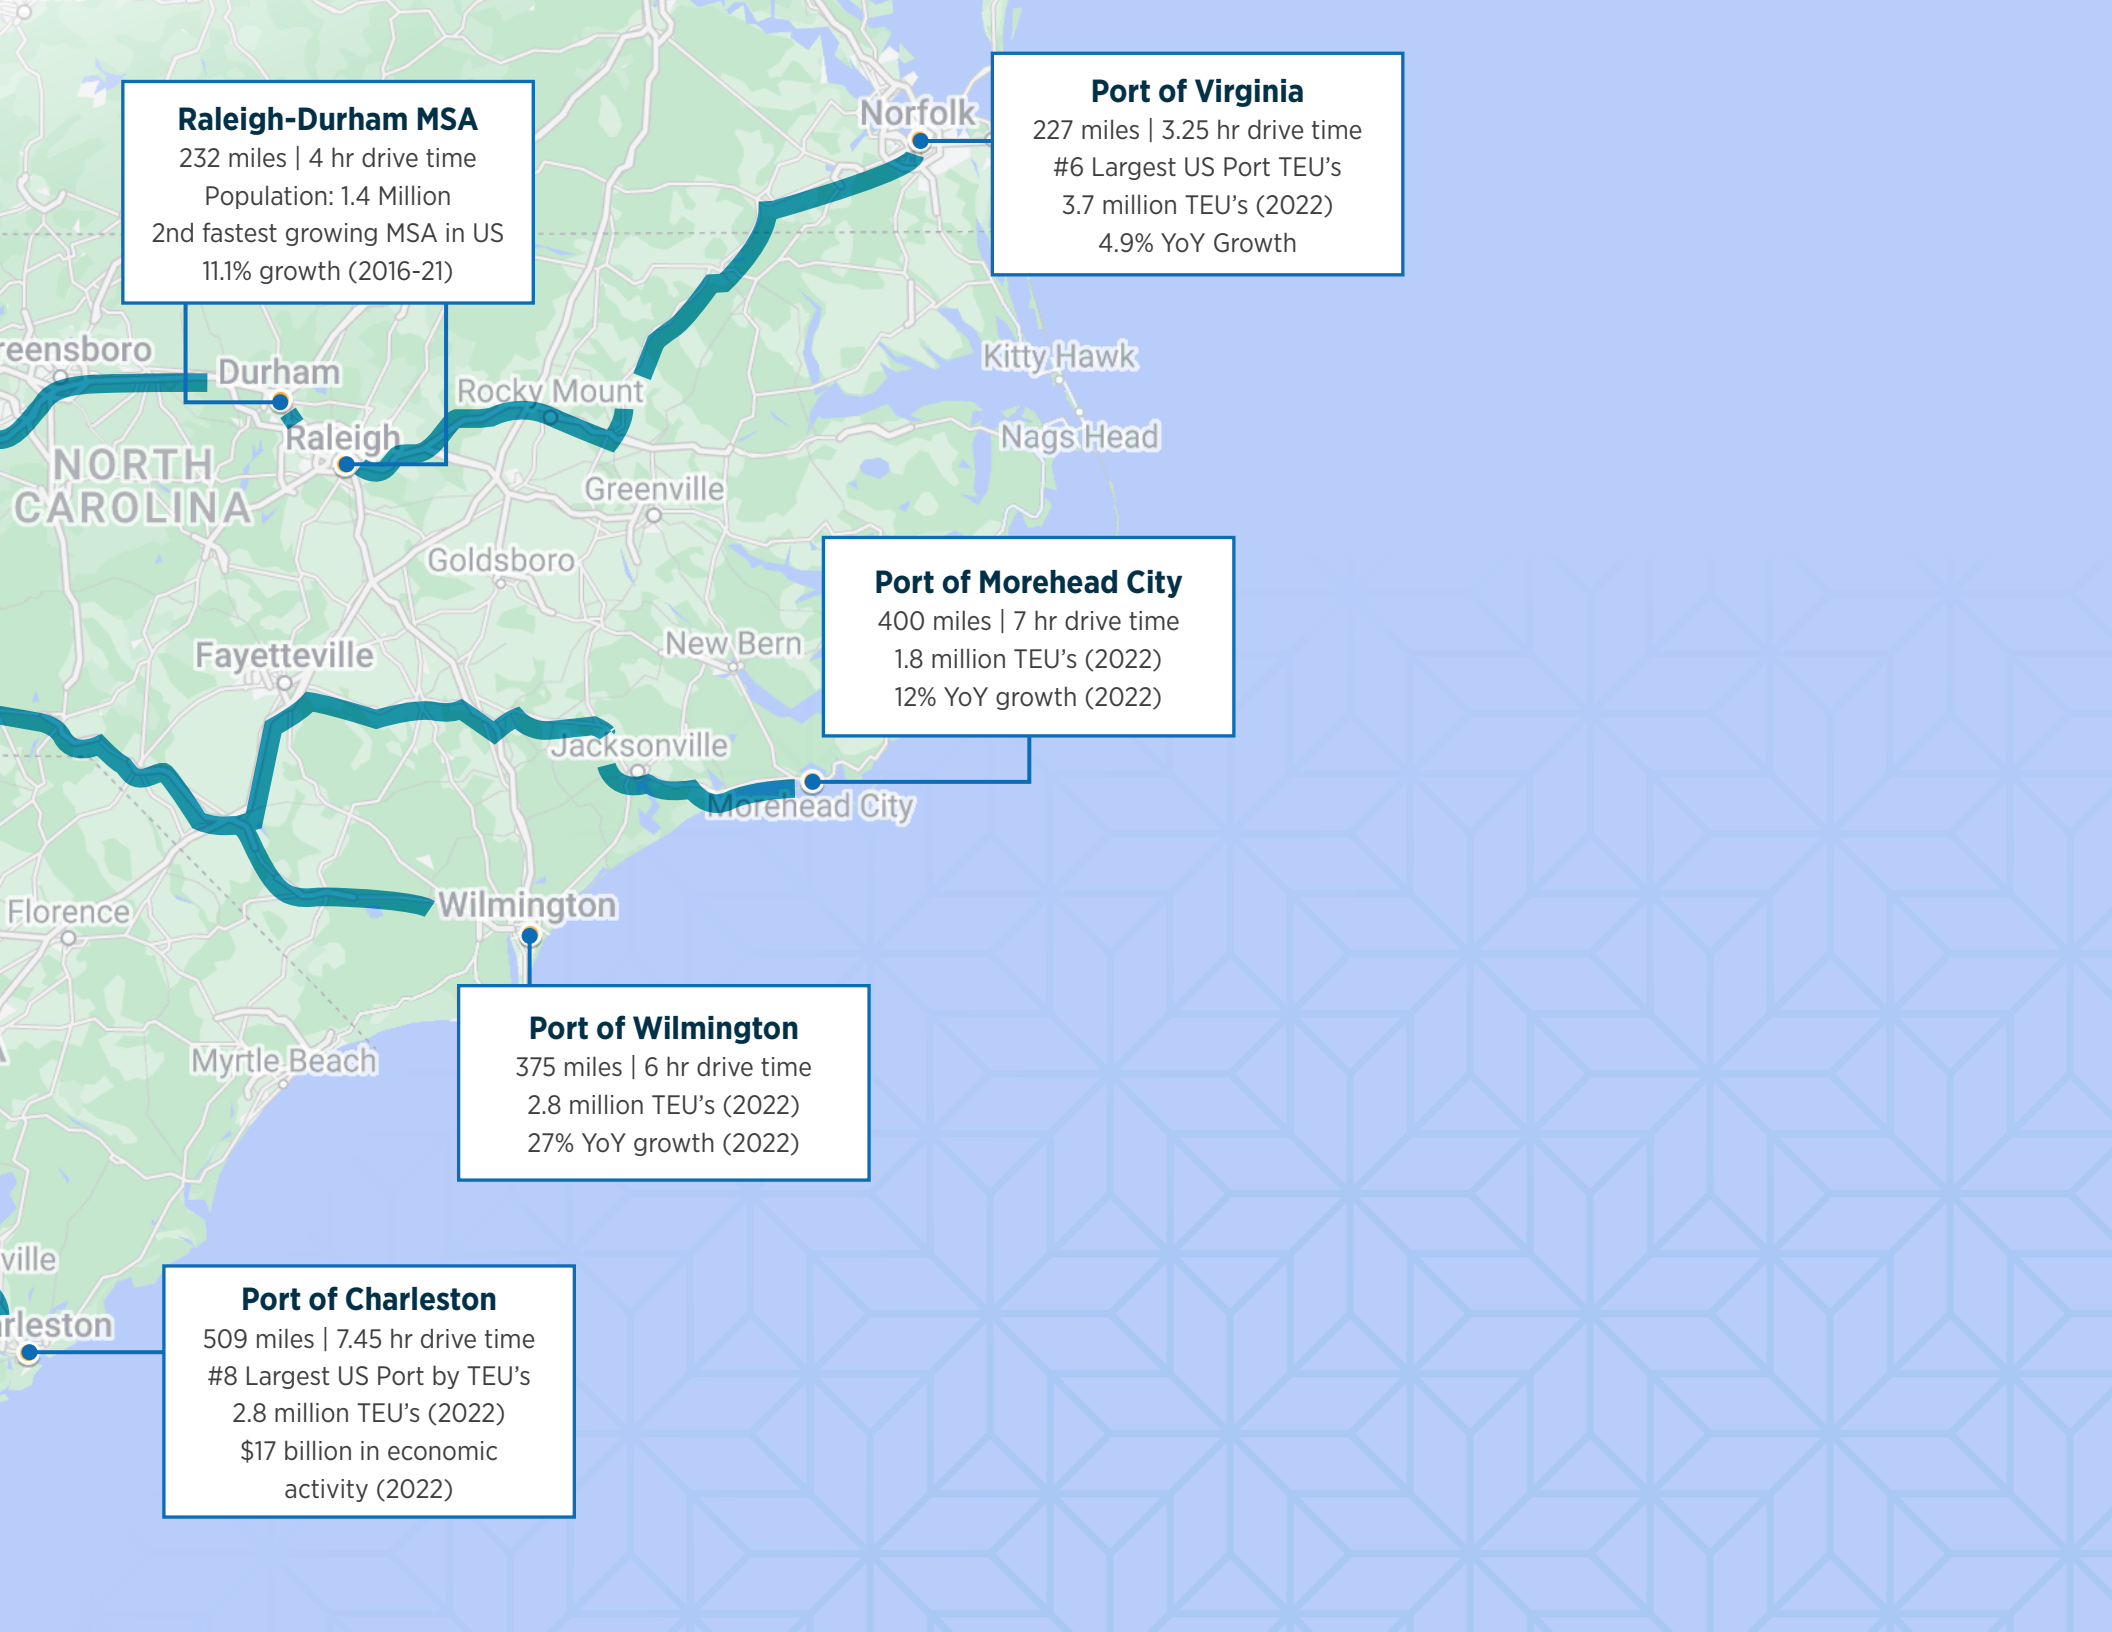 Raleigh-Durham MSA
232 miles | 4 hr drive time
Population: 1.4 Million
2nd fastest growing MSA in US
11.1% growth (2016-21)
Port of Virginia
227 miles | 3.25 hr drive time
#6 Largest US Port TEU's
3.7 million TEU's (2022)
4.9% YoY Growth
Norfolk
reensboro
Durham
Rocky Mount
Raleigh
Kitty Hawk
Nags Head
NORTH
CAROLINA
Greenville
Goldsboro
Port of Morehead City
400 miles | 7 hr drive time
1.8 million TEU's (2022)
12% YoY growth (2022)
New Bern
Fayetteville
Jacksonville
Morehead City
Wilmington
Florence
Port of Wilmington
375 miles | 6 hr drive time
2.8 million TEU's (2022)
27% YoY growth (2022)
Myrtle Beach
ville
rleston
Port of Charleston
509 miles | 7.45 hr drive time
#8 Largest US Port by TEU's
2.8 million TEU's (2022)
$17 billion in economic
activity (2022)